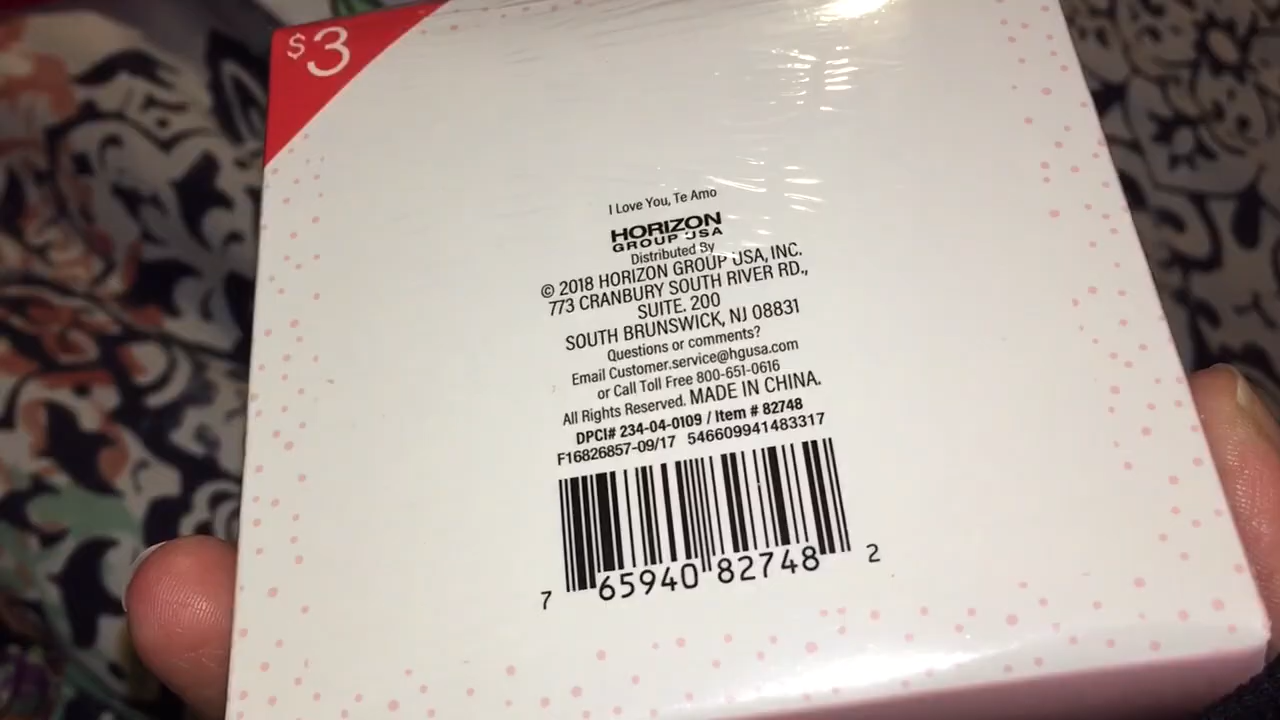 $3
I Love You, Te Amo
HORIZON
GROUP USA
Distributed By
© 2018 HORIZON GROUP USA, INC.
773 CRANBURY SOUTH RIVER RD.,
SUITE. 200
SOUTH BRUNSWICK, NJ 08831
Questions or comments?
Email Customer.service@hgusa.com
or Call Toll Free 800-651-0616
All Rights Reserved. MADE IN CHINA.
DPCI# 234-04-0109 / Item # 82748
F16826857-09/17 546609941483317
7 65940 82748 2